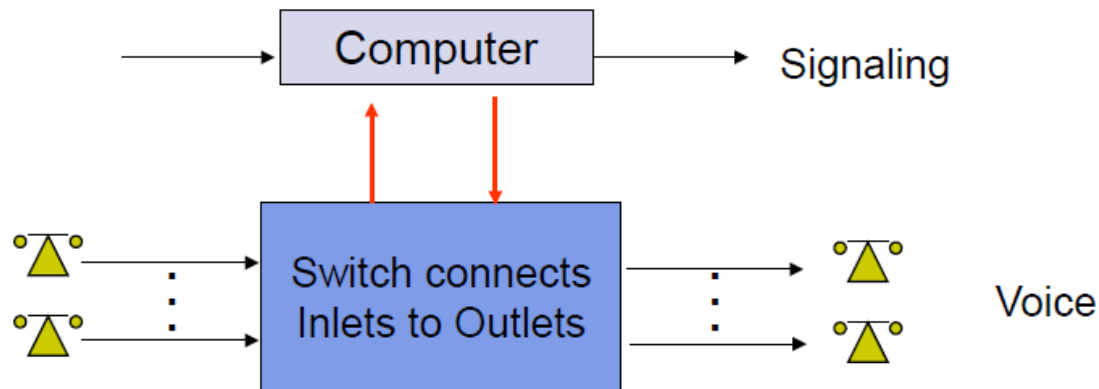 Computer
Signaling
Switch connects
Inlets to Outlets
Voice